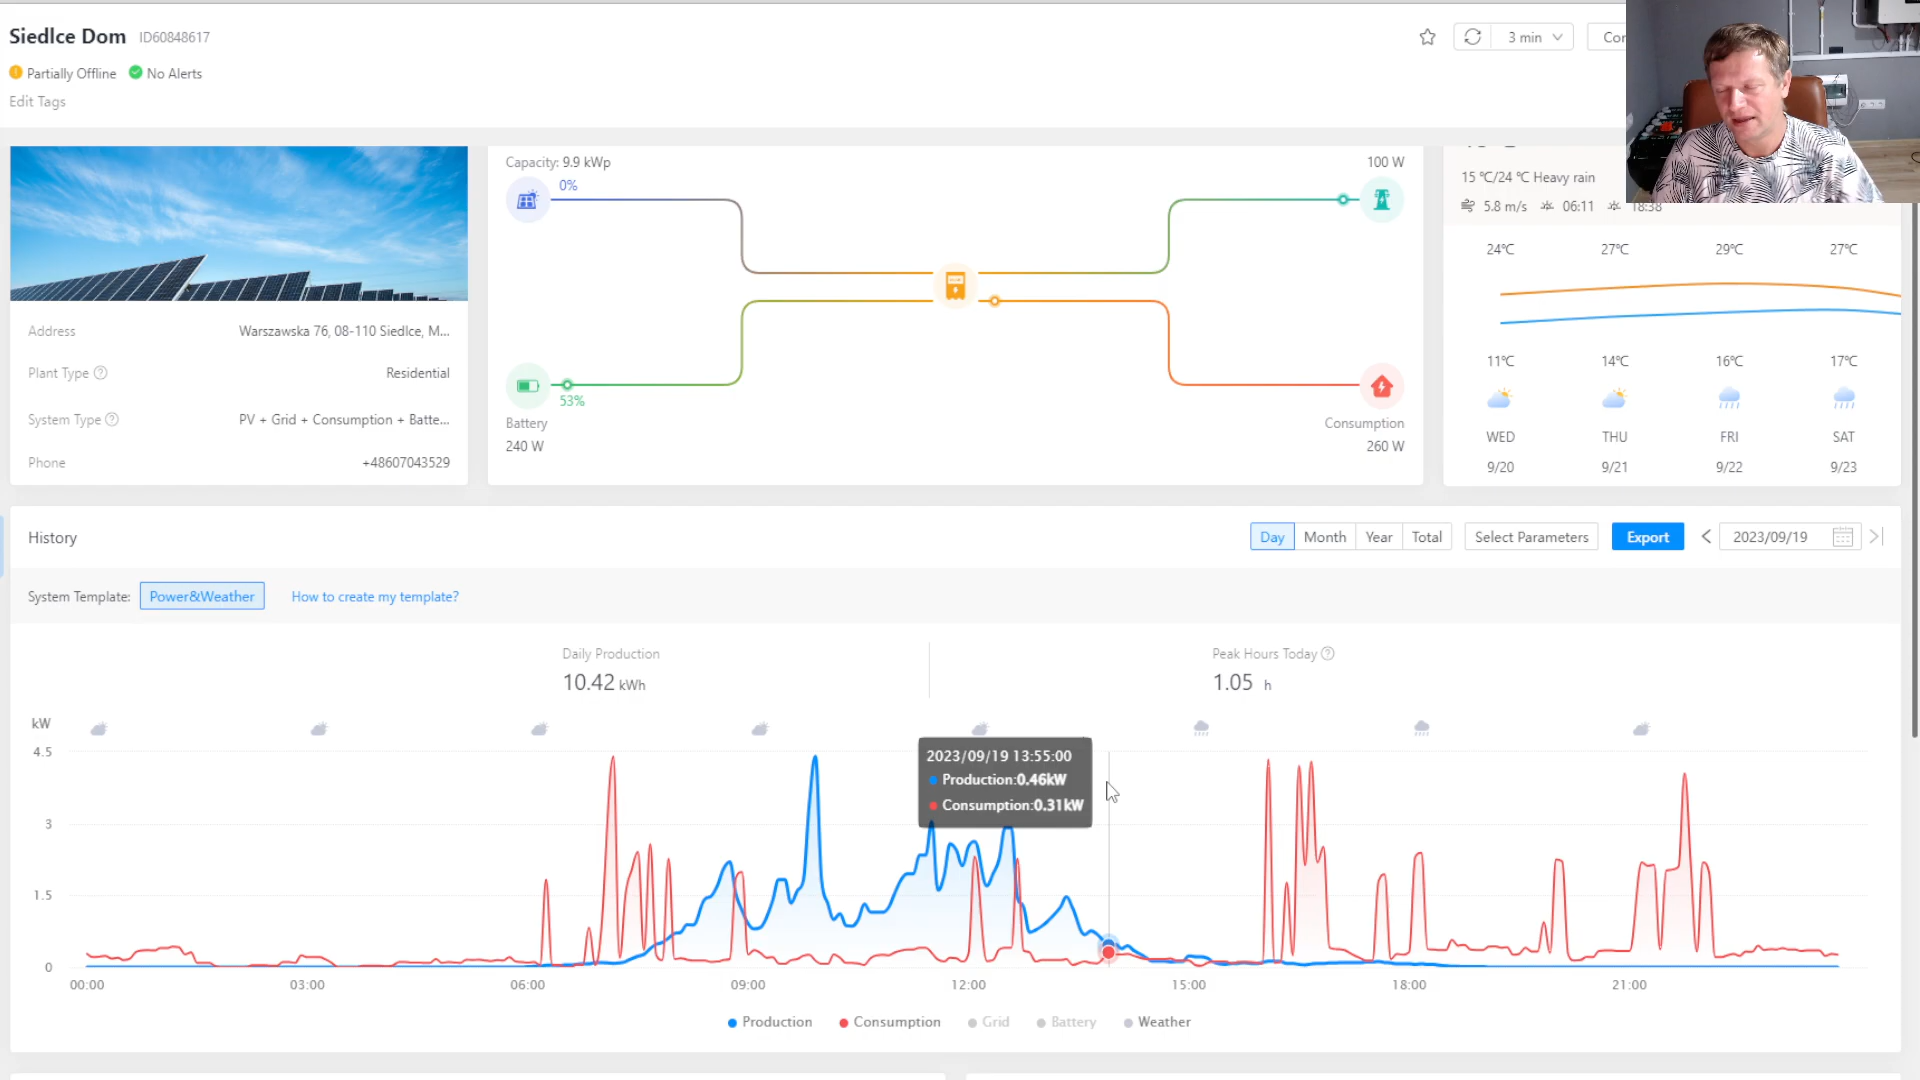 Siedlce Dom ID60848617
3 min
Partially Offline No Alerts
Edit Tags
Capacity: 9.9 kWp
0%
100 W
Battery
53%
240 W
Consumption
260 W
Address Warszawska 76, 08-110 Siedlce, M...
Plant Type Residential
System Type PV + Grid + Consumption + Batte...
Phone +48607043529
15 ℃/24 ℃ Heavy rain
5.8 m/s 06:11 18:38
24℃ 27℃ 29℃ 27℃
11℃ 14℃ 16℃ 17℃
WED THU FRI SAT
9/20 9/21 9/22 9/23
History
Day Month Year Total Select Parameters Export 2023/09/19
System Template: Power&Weather How to create my template?
Daily Production
10.42 kWh
Peak Hours Today
1.05 h
kW
4.5
3
1.5
0
2023/09/19 13:55:00
Production:0.46kW
Consumption:0.31kW
00:00 03:00 06:00 09:00 12:00 15:00 18:00 21:00
Production Consumption Grid Battery Weather